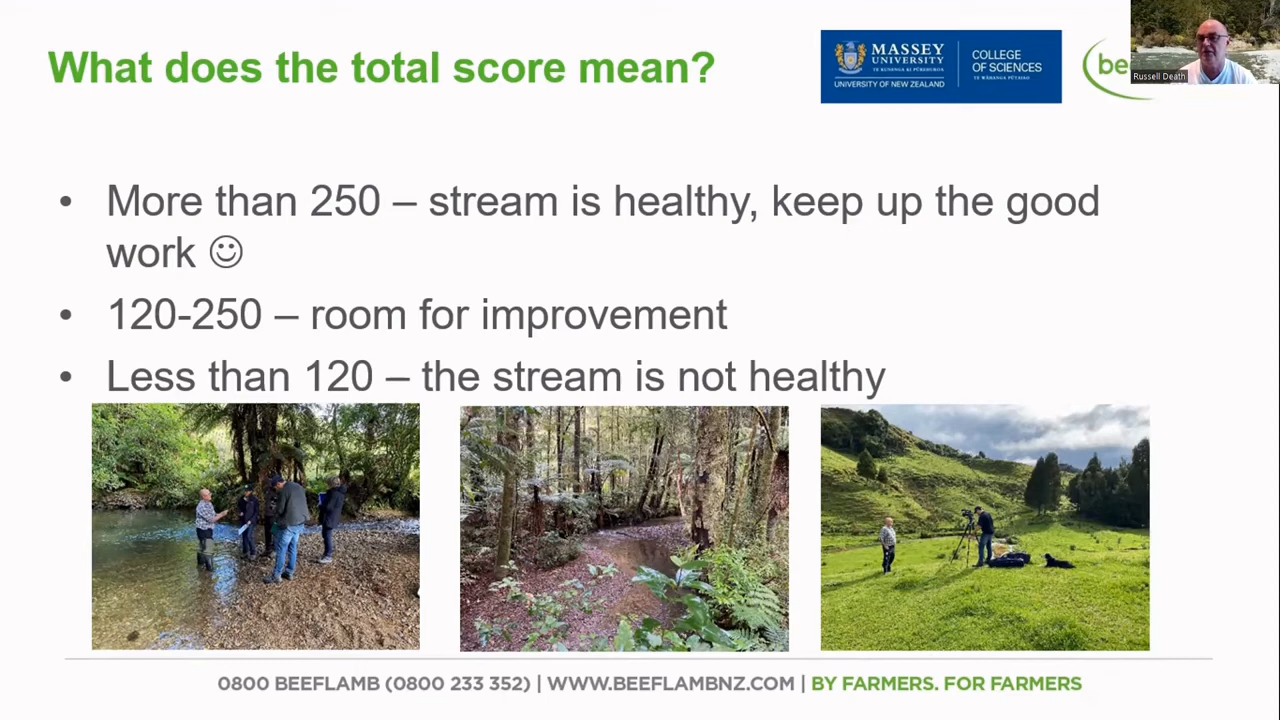 What does the total score mean?
MASSEY
UNIVERSITY
TE KUNENGA KI PŪREHUROA
UNIVERSITY OF NEW ZEALAND
COLLEGE
OF SCIENCES
TE WĀHANGA PŪTAIAO
be
Russell Death
• More than 250 – stream is healthy, keep up the good
work ☺
• 120-250 – room for improvement
• Less than 120 – the stream is not healthy
0800 BEEFLAMB (0800 233 352) | WWW.BEEFLAMBNZ.COM | BY FARMERS. FOR FARMERS